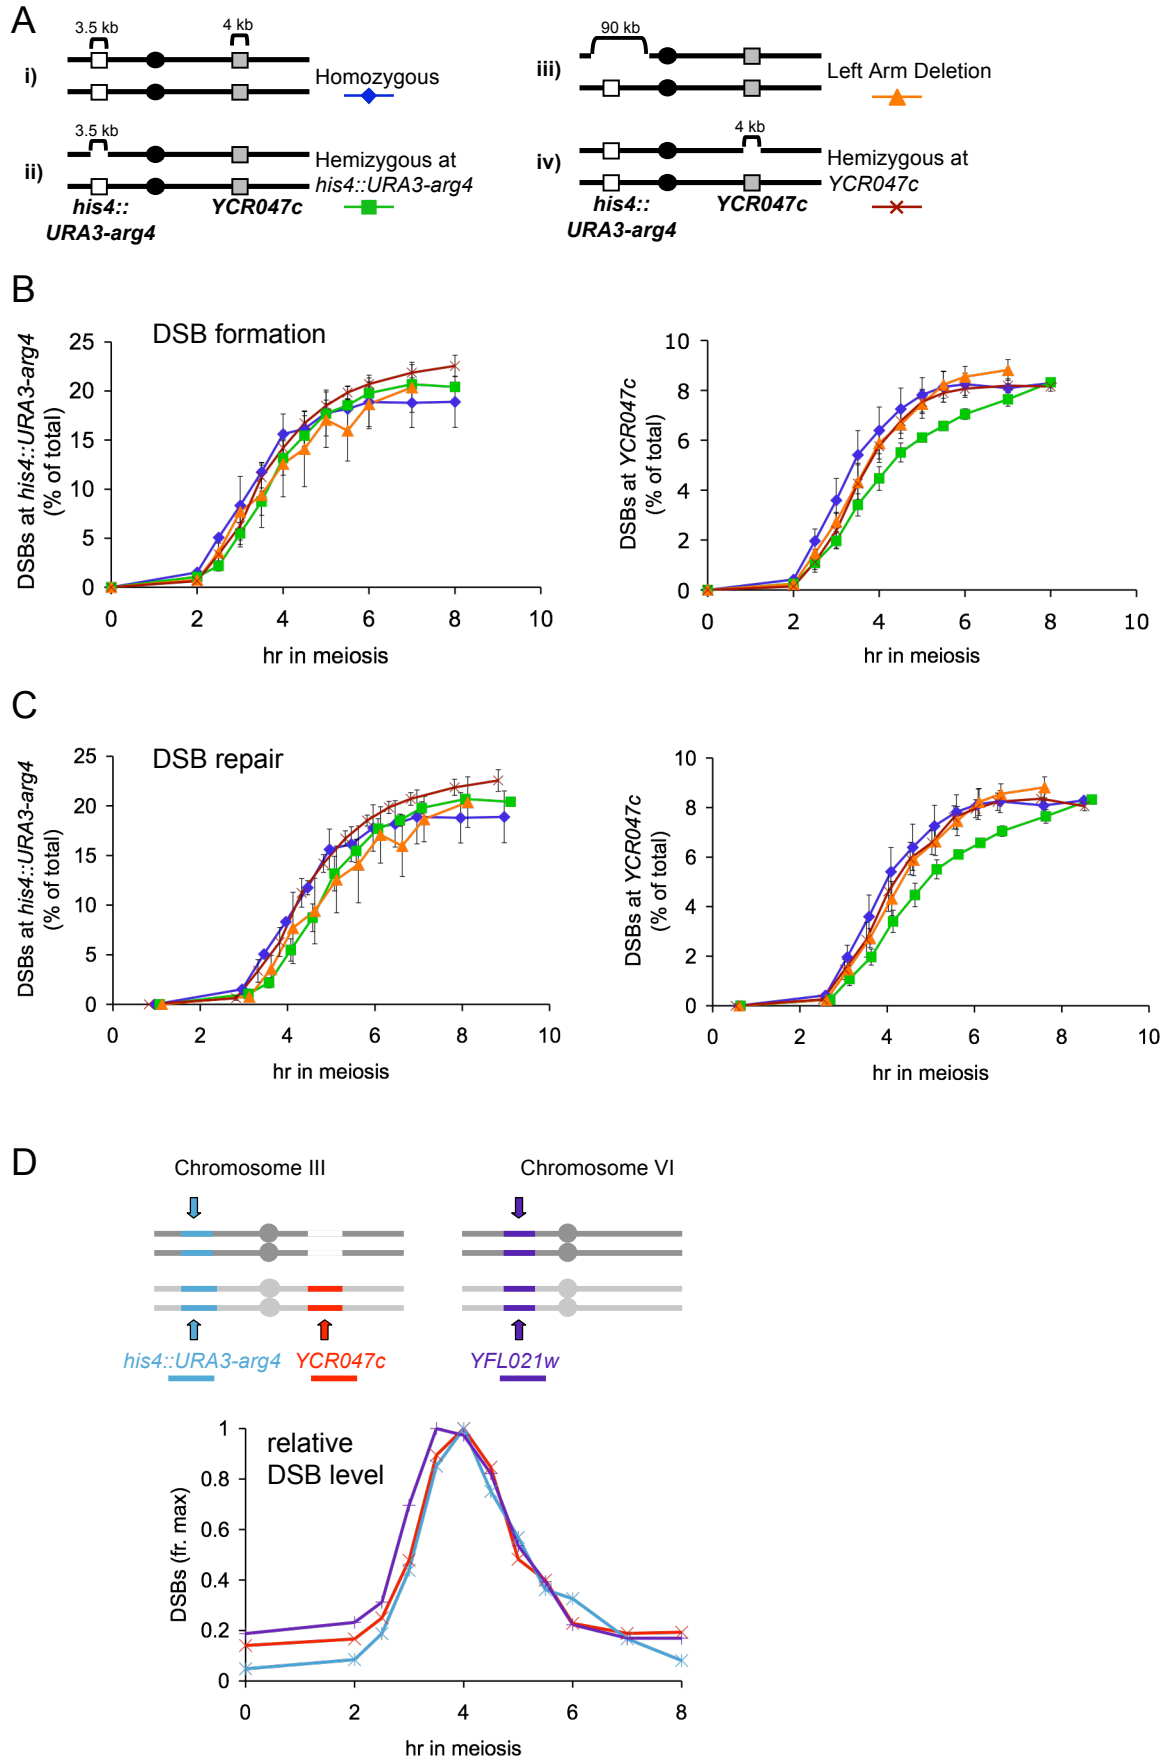 A
3.5 kb
4 kb
i)
Homozygous
3.5 kb
ii)
Hemizygous at
his4::URA3-arg4
his4::
URA3-arg4
YCR047c
90 kb
iii)
Left Arm Deletion
4 kb
iv)
Hemizygous at
YCR047c
his4::
URA3-arg4
YCR047c
B
DSB formation
DSBs at his4::URA3-arg4
(% of total)
25
20
15
10
5
0
0 2 4 6 8 10
hr in meiosis
DSBs at YCR047c
(% of total)
10
8
6
4
2
0
0 2 4 6 8 10
hr in meiosis
C
DSB repair
DSBs at his4::URA3-arg4
(% of total)
25
20
15
10
5
0
0 2 4 6 8 10
hr in meiosis
DSBs at YCR047c
(% of total)
10
8
6
4
2
0
0 2 4 6 8 10
hr in meiosis
D
Chromosome III
Chromosome VI
his4::URA3-arg4 YCR047c
YFL021w
relative
DSB level
DSBs (fr. max)
1
0.8
0.6
0.4
0.2
0
0 2 4 6 8
hr in meiosis